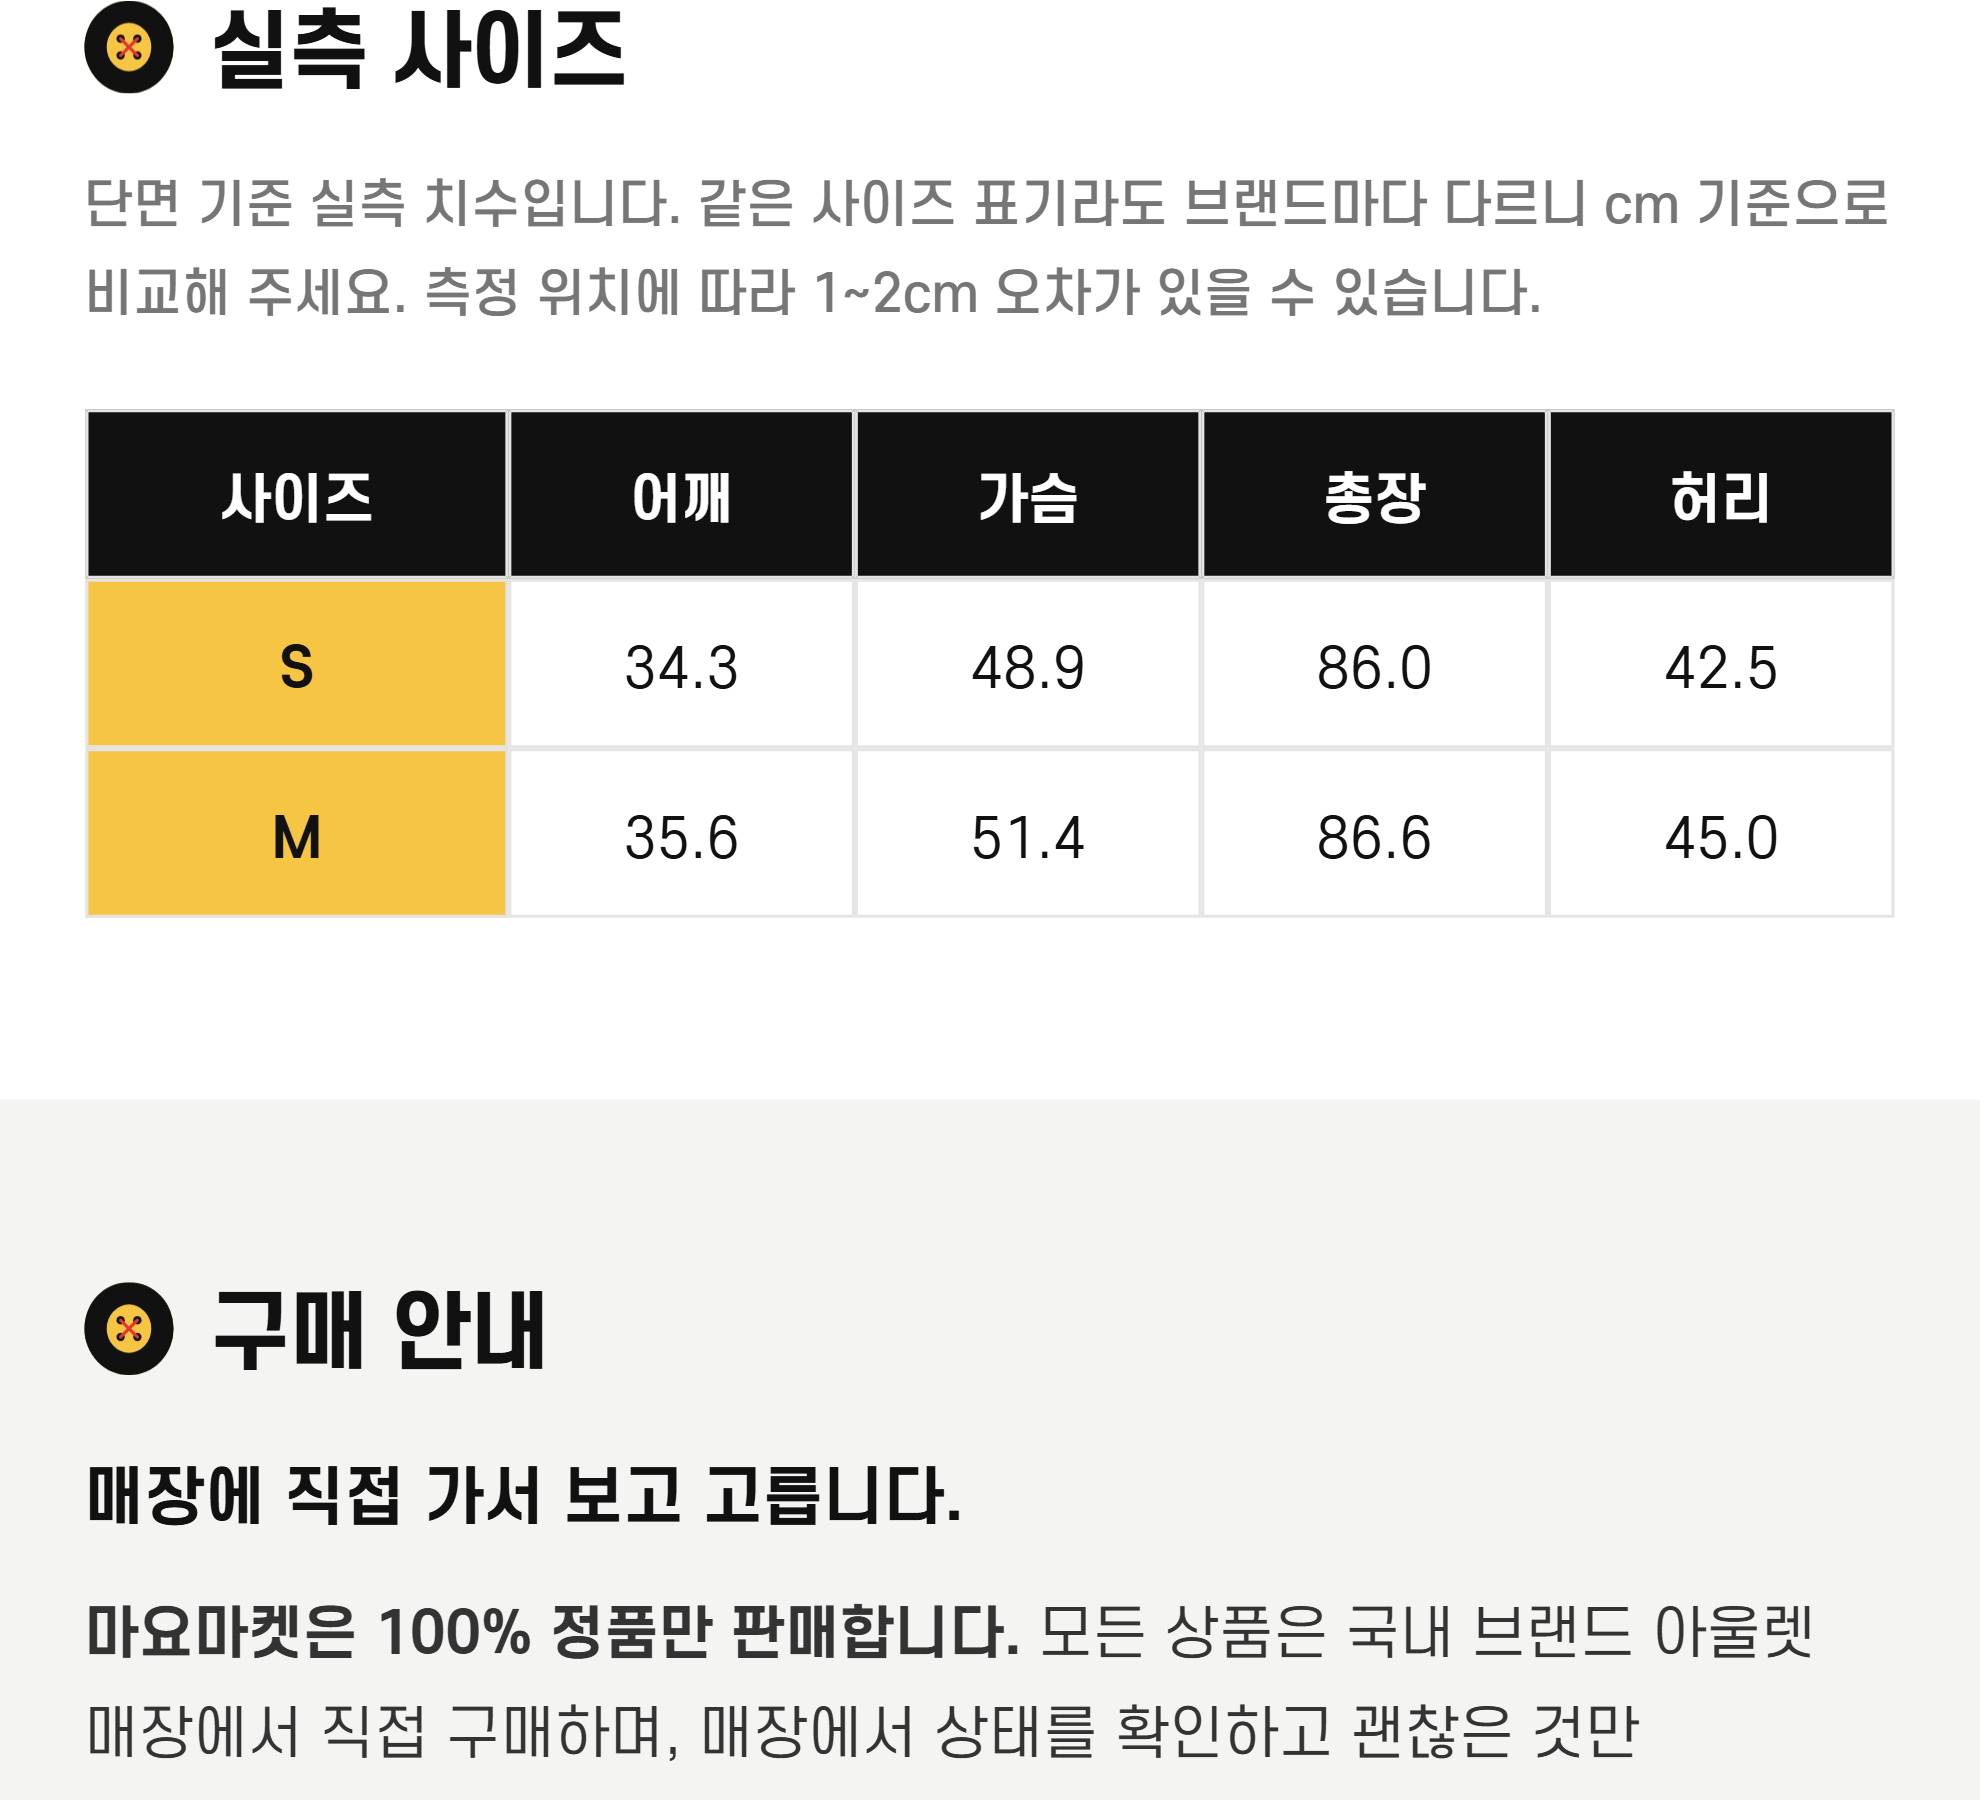 실측 사이즈
단면 기준 실측 치수입니다. 같은 사이즈 표기라도 브랜드마다 다르니 cm 기준으로
비교해 주세요. 측정 위치에 따라 1~2cm 오차가 있을 수 있습니다.
사이즈 어깨 가슴 총장 허리
S 34.3 48.9 86.0 42.5
M 35.6 51.4 86.6 45.0
구매 안내
매장에 직접 가서 보고 고릅니다.
마요마켓은 100% 정품만 판매합니다. 모든 상품은 국내 브랜드 아울렛
매장에서 직접 구매하며, 매장에서 상태를 확인하고 괜찮은 것만